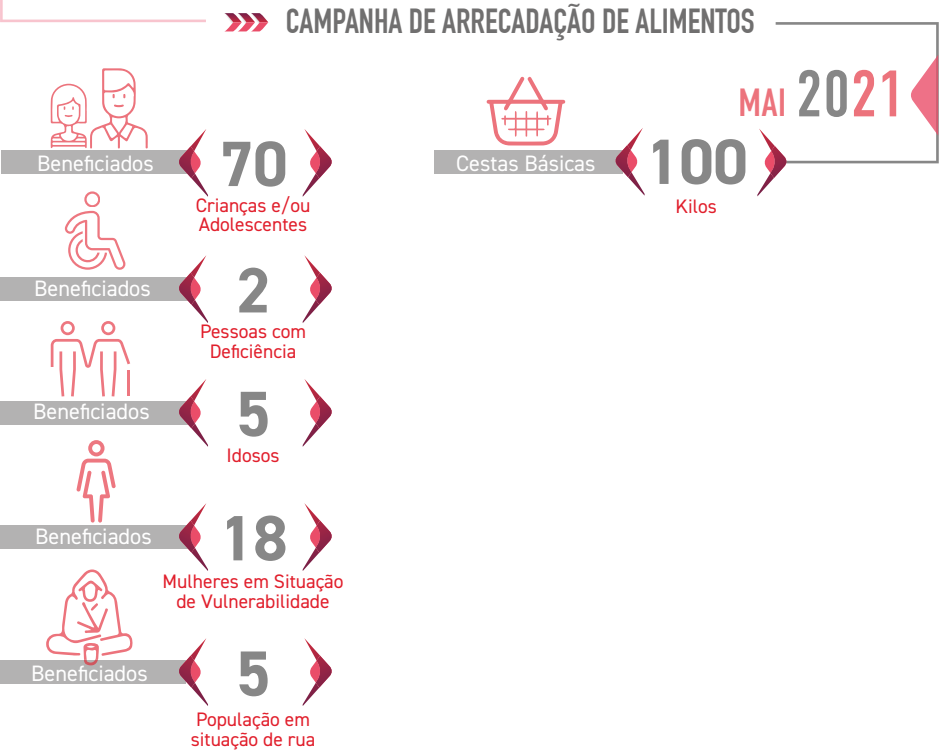 CAMPANHA DE ARRECADAÇÃO DE ALIMENTOS
MAI 2021
Beneficiados
70
Crianças e/ou
Adolescentes
Cestas Básicas
100
Kilos
Beneficiados
2
Pessoas com
Deficiência
Beneficiados
5
Idosos
Beneficiados
18
Mulheres em Situação
de Vulnerabilidade
Beneficiados
5
População em
situação de rua